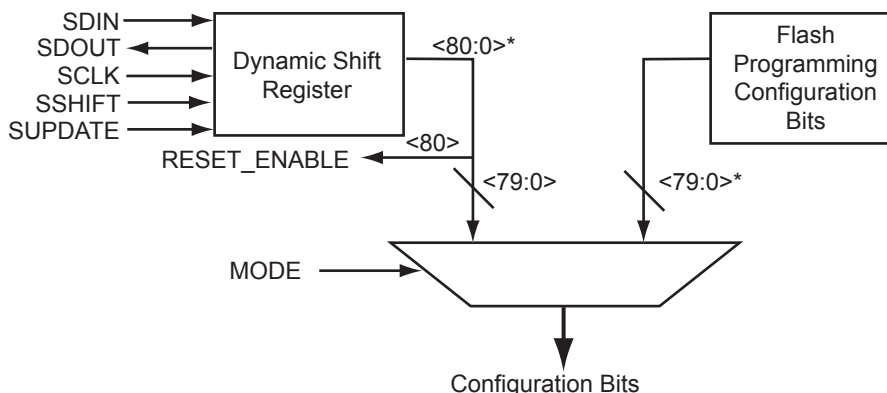 SDIN
SDOUT
SCLK
SSHIFT
SUPDATE
Dynamic Shift
Register
<80:0>*
Flash
Programming
Configuration
Bits
<80>
RESET_ENABLE
<79:0>
<79:0>*
MODE
Configuration Bits